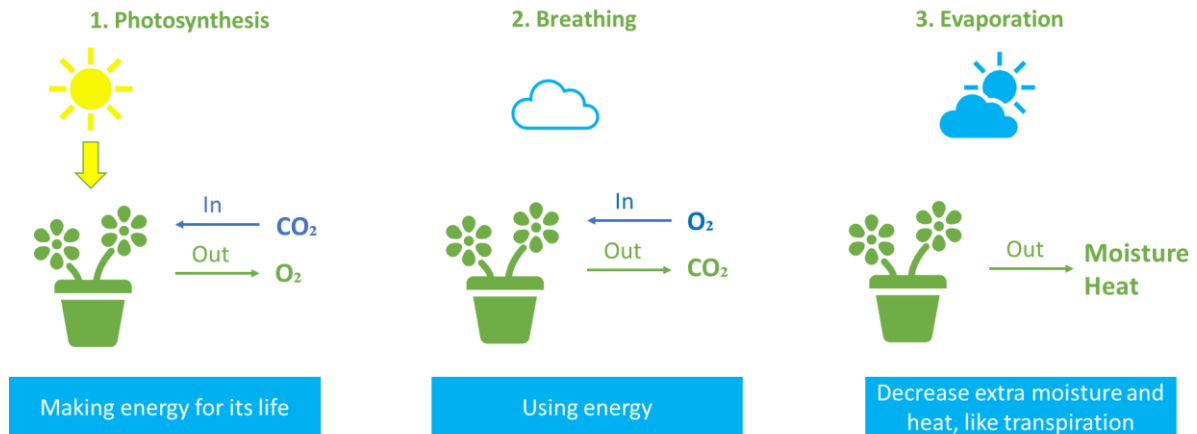 1. Photosynthesis
In
CO₂
Out
O₂
Making energy for its life
2. Breathing
In
O₂
Out
CO₂
Using energy
3. Evaporation
Out
Moisture
Heat
Decrease extra moisture and
heat, like transpiration